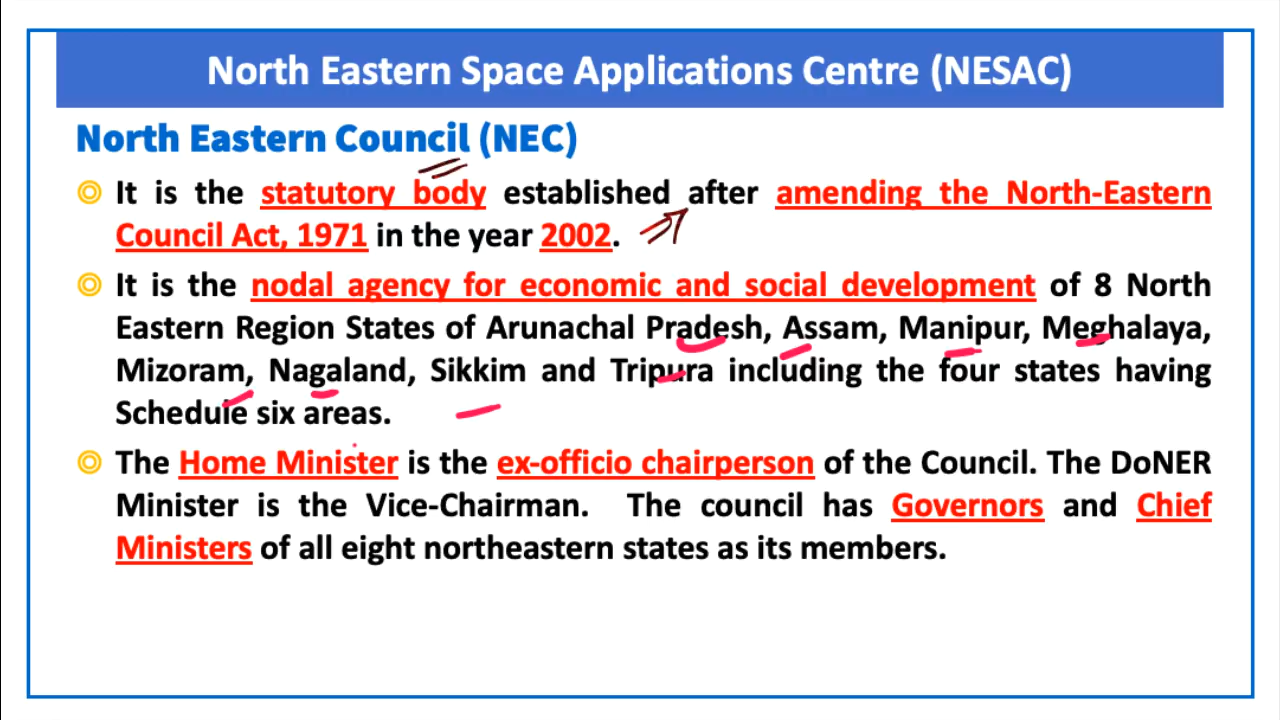 North Eastern Space Applications Centre (NESAC)
North Eastern Council (NEC)
It is the statutory body established after amending the North-Eastern
Council Act, 1971 in the year 2002.
It is the nodal agency for economic and social development of 8 North
Eastern Region States of Arunachal Pradesh, Assam, Manipur, Meghalaya,
Mizoram, Nagaland, Sikkim and Tripura including the four states having
Schedule six areas.
The Home Minister is the ex-officio chairperson of the Council. The DoNER
Minister is the Vice-Chairman. The council has Governors and Chief
Ministers of all eight northeastern states as its members.